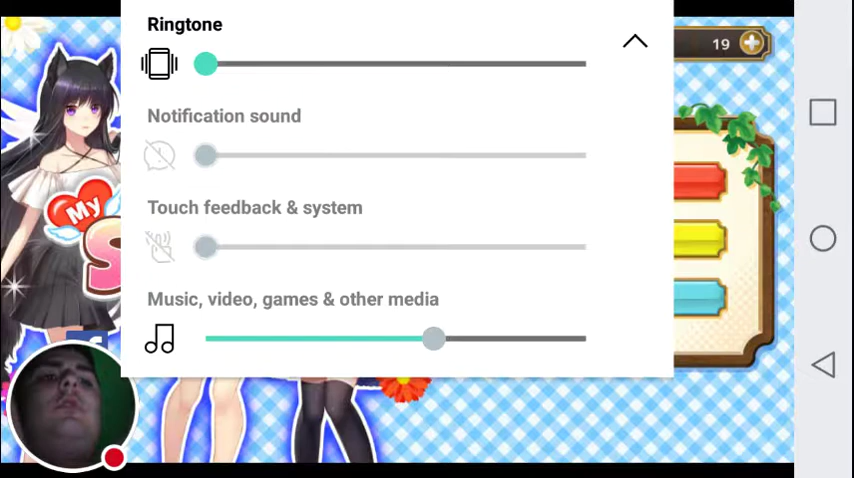 Ringtone
19
Notification sound
Touch feedback & system
My
S
Music, video, games & other media